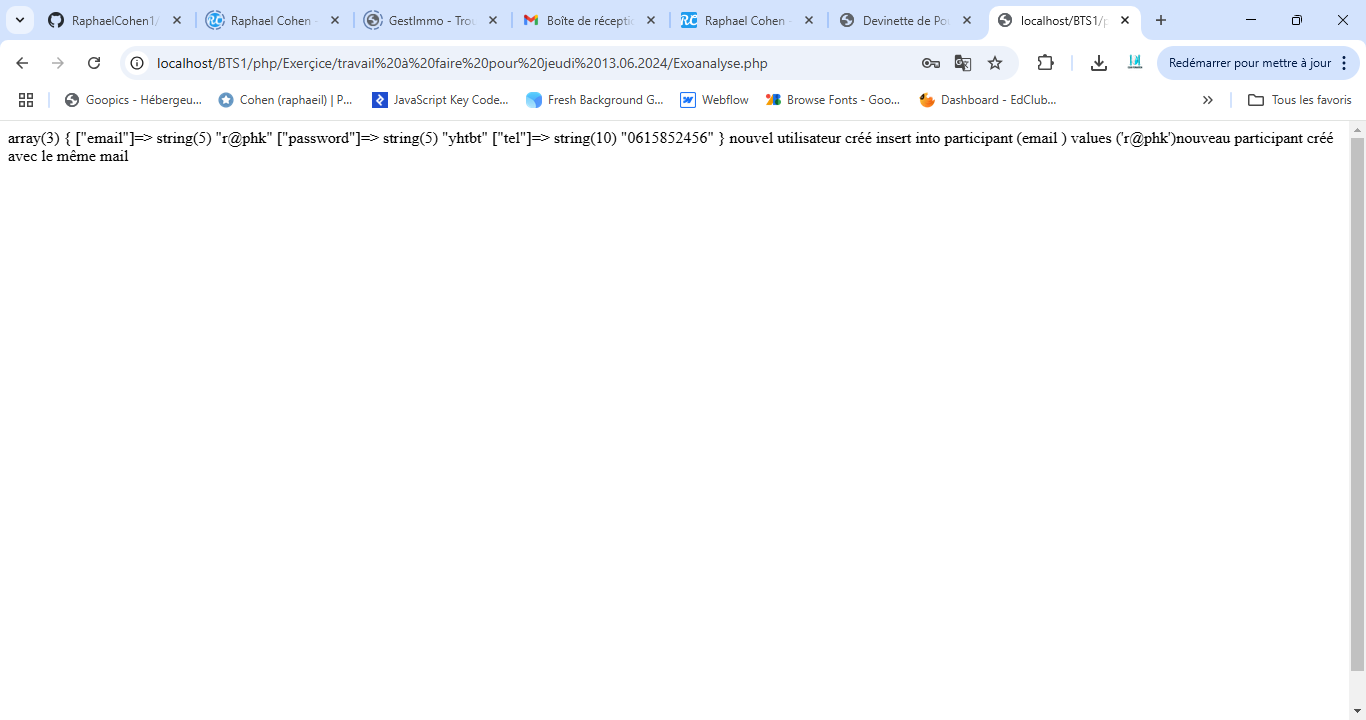 RaphaelCohen1/
Raphael Cohen -
GestImmo - Trou
Boîte de réceptic
Raphael Cohen -
Devinette de Po
localhost/BTS1/p
localhost/BTS1/php/Exerçice/travail%20à%20faire%20pour%20jeudi%2013.06.2024/Exoanalyse.php
Redémarrer pour mettre à jour
Goopics - Hébergeu...
Cohen (raphaeil) | P...
JavaScript Key Code...
Fresh Background G...
Webflow
Browse Fonts - Goo...
Dashboard - EdClub...
Tous les favoris
array(3) { ["email"]=> string(5) "r@phk" ["password"]=> string(5) "yhtbt" ["tel"]=> string(10) "0615852456" } nouvel utilisateur créé insert into participant (email ) values ('r@phk')nouveau participant créé
avec le même mail